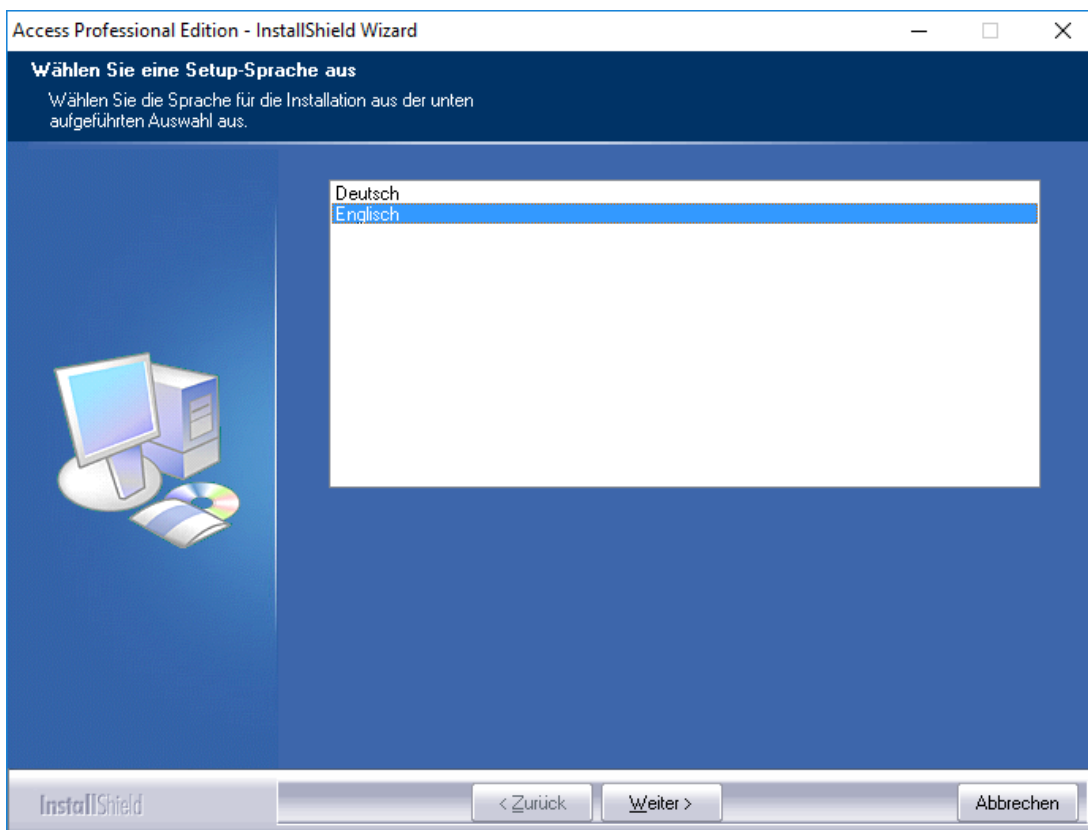 Access Professional Edition - InstallShield Wizard
Wählen Sie eine Setup-Sprache aus
Wählen Sie die Sprache für die Installation aus der unten
aufgeführten Auswahl aus.
Deutsch
Englisch
InstallShield
< Zurück
Weiter >
Abbrechen